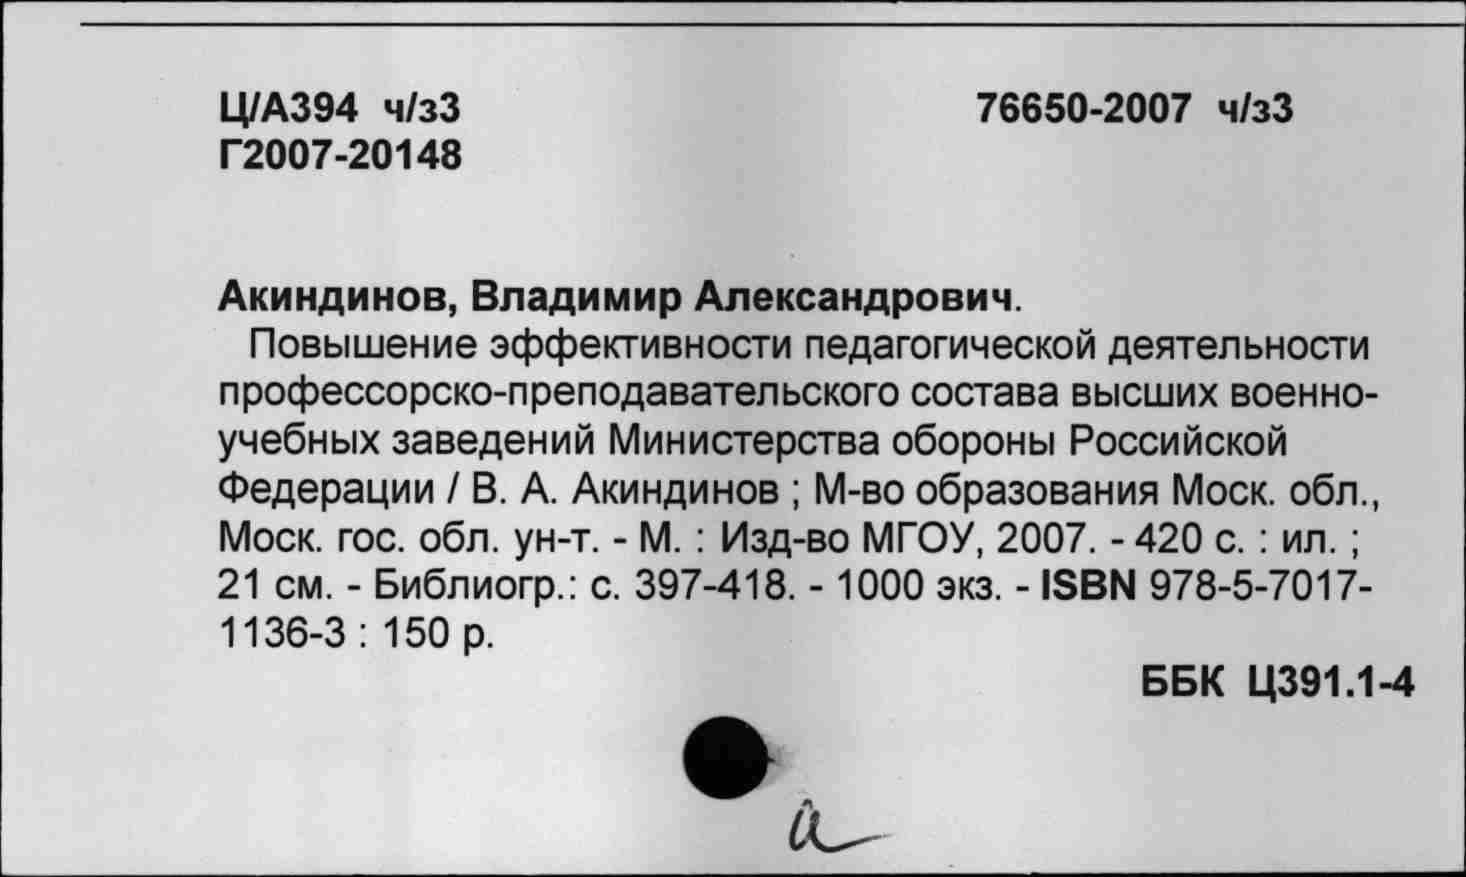 Ц/А394 ч/з3 76650-2007 ч/з3
Г2007-20148
Акиндинов, Владимир Александрович.
Повышение эффективности педагогической деятельности
профессорско-преподавательского состава высших военно-
учебных заведений Министерства обороны Российской
Федерации / В. А. Акиндинов ; М-во образования Моск. обл.,
Моск. гос. обл. ун-т. - М. : Изд-во МГОУ, 2007. - 420 с. : ил. ;
21 см. - Библиогр.: с. 397-418. - 1000 экз. - ISBN 978-5-7017-
1136-3 : 150 р.
ББК Ц391.1-4